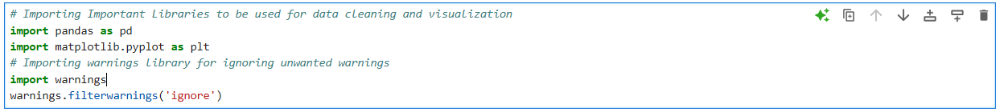 # Importing Important Libraries to be used for data cleaning and visualization
import pandas as pd
import matplotlib.pyplot as plt
# Importing warnings library for ignoring unwanted warnings
import warnings
warnings.filterwarnings('ignore')